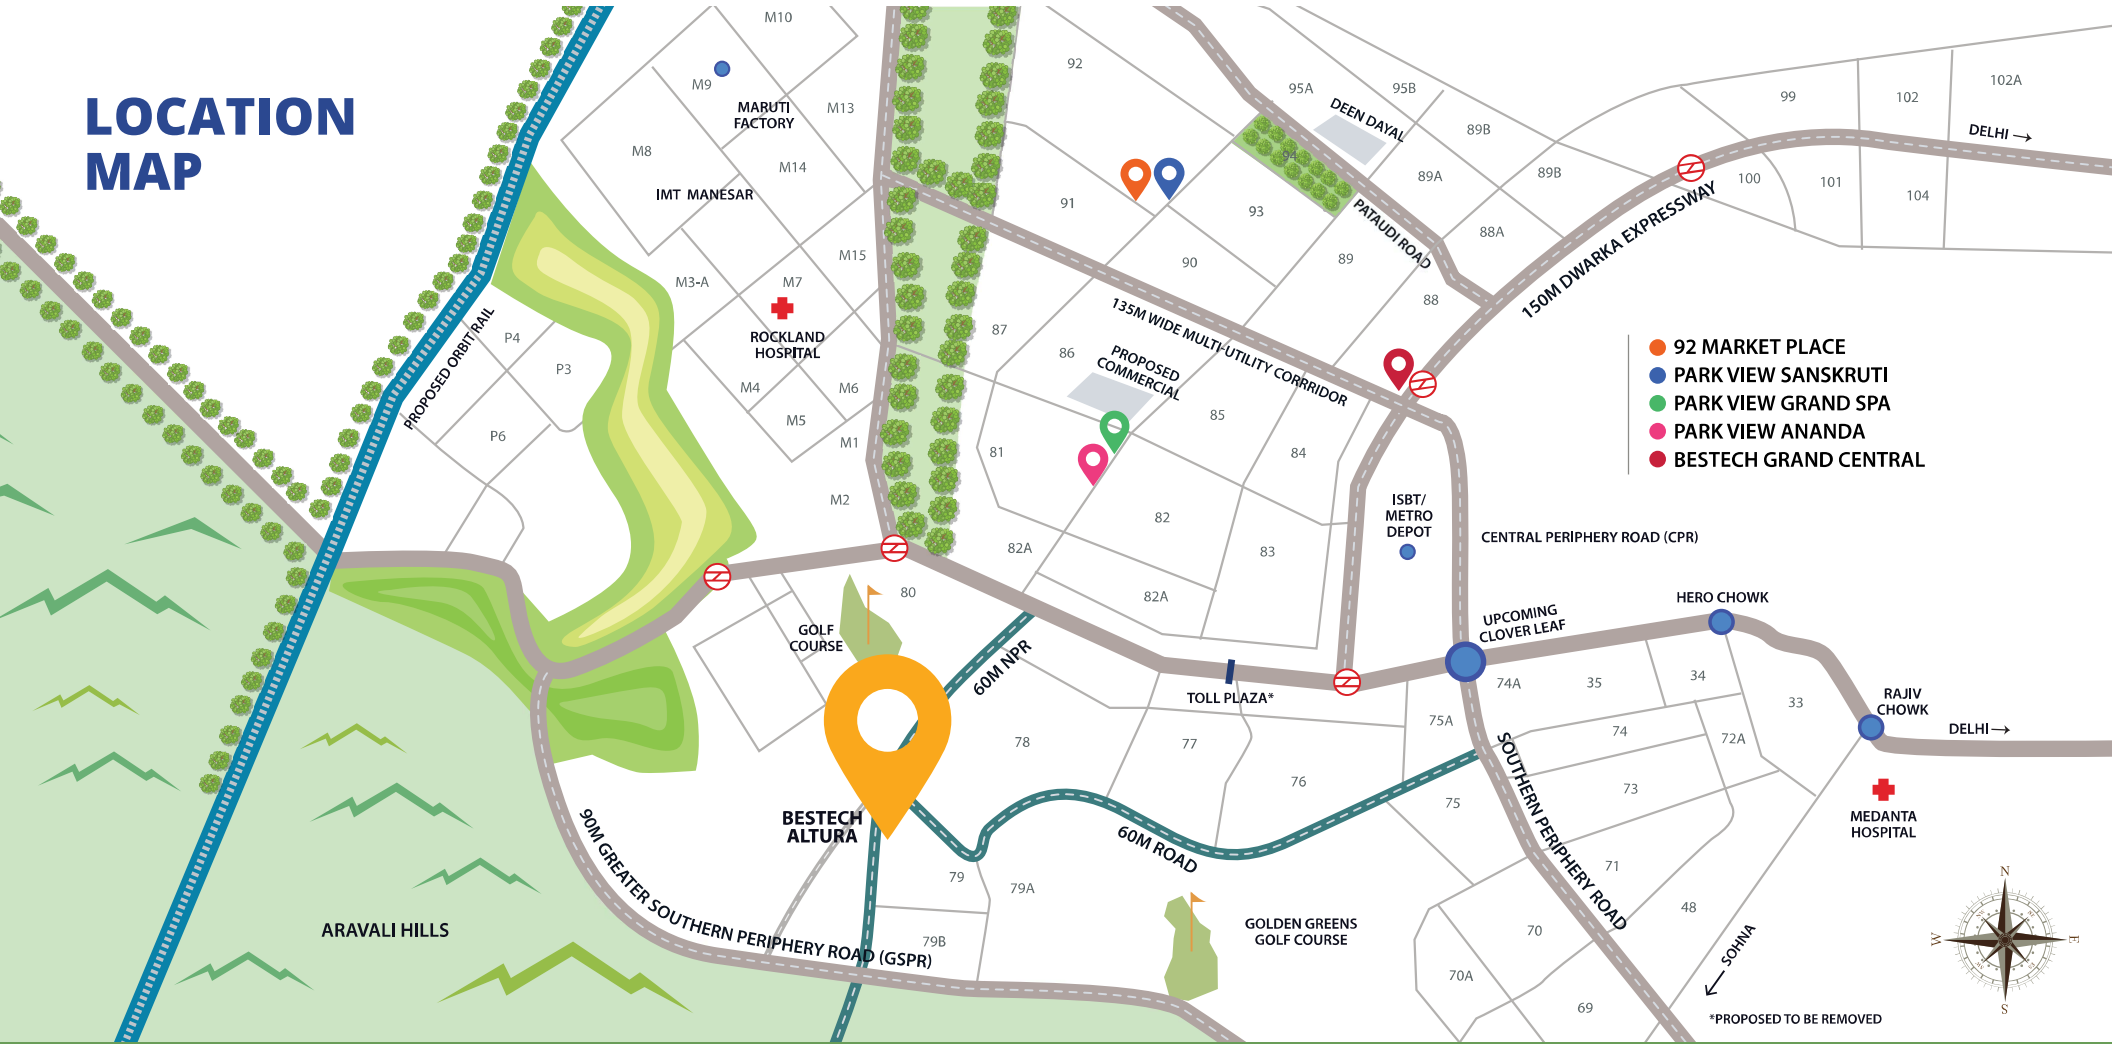 LOCATION
MAP
M10
M9
MARUTI
FACTORY
M13
M8
M14
IMT MANESAR
M15
M3-A
M7
ROCKLAND
HOSPITAL
M4
M6
M5
M1
M2
P4
P3
P6
PROPOSED ORBIT RAIL
92
95A
95B
DEEN DAYAL
89B
94
89A
89B
91
93
PATAUDI ROAD
88A
90
89
88
99
102
102A
DELHI →
100
101
104
150M DWARKA EXPRESSWAY
87
86
135M WIDE MULTI-UTILITY CORRRIDOR
PROPOSED
COMMERCIAL
85
84
81
82
83
82A
82A
92 MARKET PLACE
PARK VIEW SANSKRUTI
PARK VIEW GRAND SPA
PARK VIEW ANANDA
BESTECH GRAND CENTRAL
ISBT/
METRO
DEPOT
CENTRAL PERIPHERY ROAD (CPR)
UPCOMING
CLOVER LEAF
HERO CHOWK
RAJIV
CHOWK
DELHI →
80
GOLF
COURSE
60M NPR
TOLL PLAZA*
74A
35
34
33
75A
74
72A
78
77
76
75
73
71
48
MEDANTA
HOSPITAL
BESTECH
ALTURA
60M ROAD
SOUTHERN PERIPHERY ROAD
79
79A
79B
90M GREATER SOUTHERN PERIPHERY ROAD (GSPR)
ARAVALI HILLS
GOLDEN GREENS
GOLF COURSE
70
70A
69
← SOHNA
N
W
E
S
*PROPOSED TO BE REMOVED